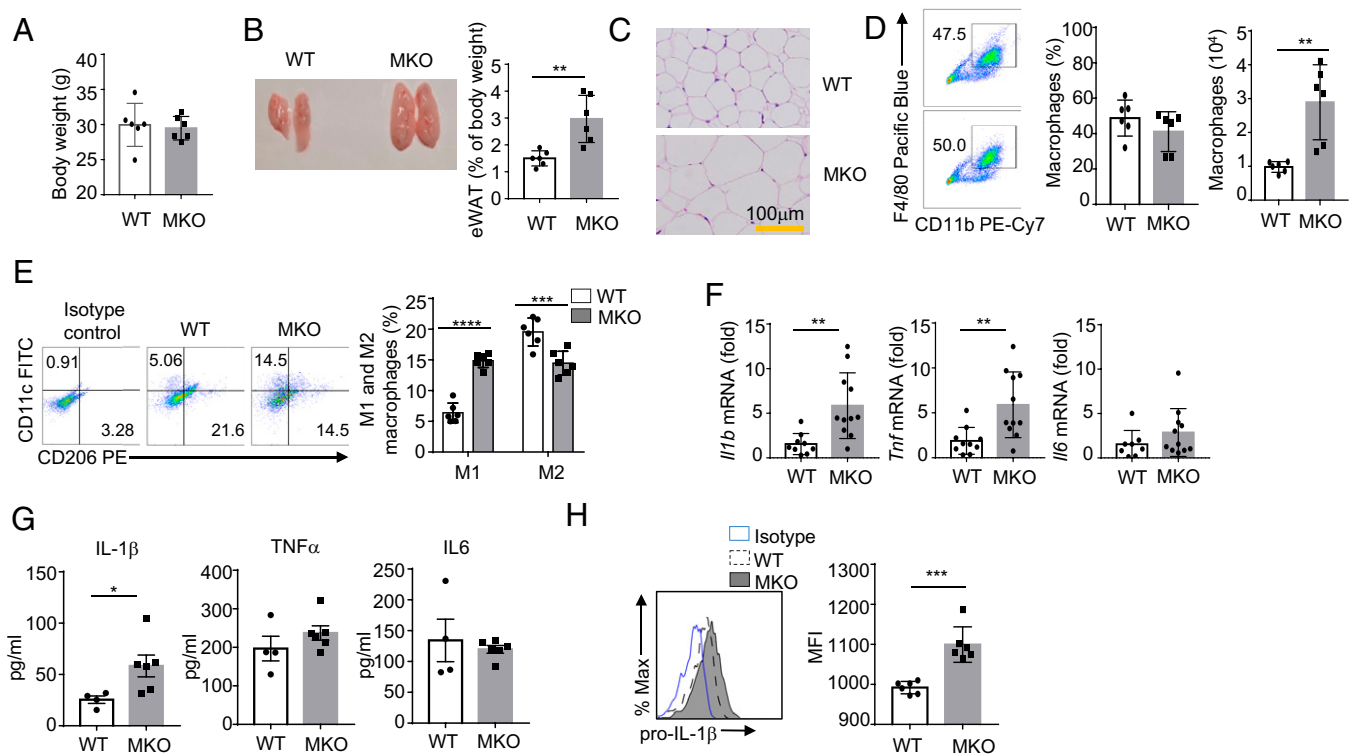 A
Body weight (g)
40
35
30
25
20
WT
MKO
B
WT
MKO
eWAT (% of body weight)
6
5
4
3
2
1
0
**
WT
MKO
C
WT
MKO
100μm
D
F4/80 Pacific Blue
47.5
50.0
CD11b PE-Cy7
Macrophages (%)
100
80
60
40
20
0
WT
MKO
Macrophages (10⁴)
5
4
3
2
1
0
**
WT
MKO
E
Isotype
control
WT
MKO
CD11c FITC
0.91
3.28
5.06
21.6
14.5
14.5
CD206 PE
M1 and M2
macrophages (%)
25
20
15
10
5
0
****
***
WT
MKO
M1
M2
F
Il1b mRNA (fold)
15
10
5
0
**
WT
MKO
Tnf mRNA (fold)
15
10
5
0
**
WT
MKO
Il6 mRNA (fold)
15
10
5
0
WT
MKO
G
IL-1β
pg/ml
150
100
50
0
*
WT
MKO
TNFα
pg/ml
400
300
200
100
0
WT
MKO
IL6
pg/ml
250
200
150
100
50
0
WT
MKO
H
Isotype
WT
MKO
% Max
pro-IL-1β
MFI
1300
1200
1100
1000
900
***
WT
MKO